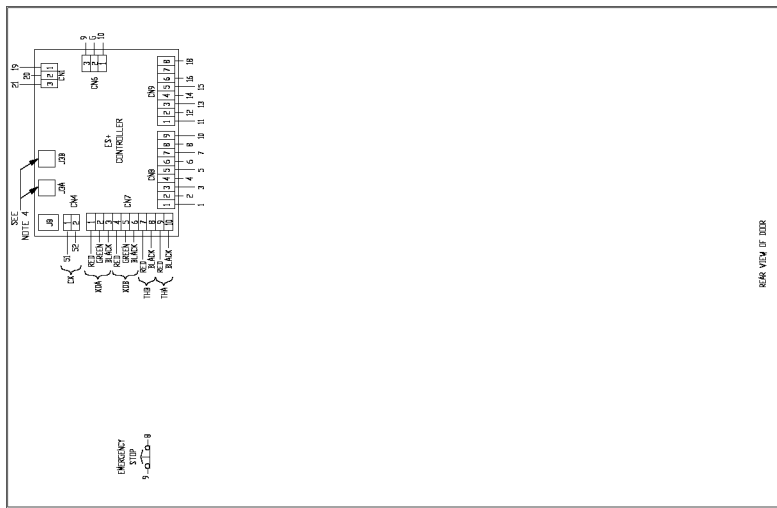 9 G 10
3 2 1
CN6
19 20 21
1 2 3
CN1
ES+
CONTROLLER
8 7 6 5 4 3 2 1
CN9
18 16 15 14 13 12 11
9 8 7 6 5 4 3 2 1
CN8
10 8 7 6 5 4 3 2 1
SEE
NOTE 4
J3B
J3A
J8
CN4
1 2
S1 S2
CX
CN7
1 RED
2 GREEN
3 BLACK
4 RED
5 GREEN
6 BLACK
7 RED
8 BLACK
9 RED
10 BLACK
XDA
XDB
THB
THA
EMERGENCY
STOP
9 8
REAR VIEW OF DOOR